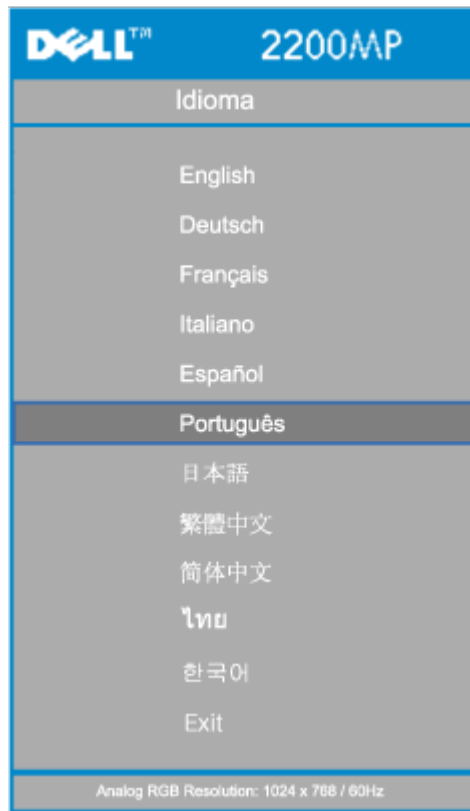 DELL™ 2200MP
Idioma
English
Deutsch
Français
Italiano
Español
Português
日本語
繁體中文
简体中文
ไทย
한국어
Exit
Analog RGB Resolution: 1024 x 768 / 60Hz